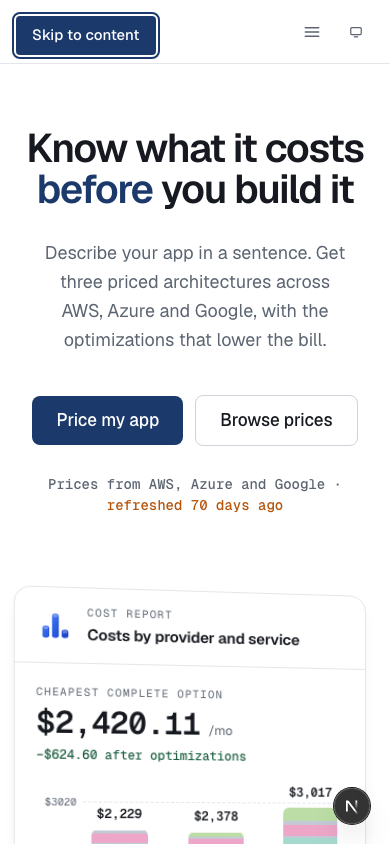 Skip to content
Know what it costs
before you build it
Describe your app in a sentence. Get
three priced architectures across
AWS, Azure and Google, with the
optimizations that lower the bill.
Price my app
Browse prices
Prices from AWS, Azure and Google ·
refreshed 70 days ago
COST REPORT
Costs by provider and service
CHEAPEST COMPLETE OPTION
$2,420.11 /mo
−$624.60 after optimizations
$3020
$2,229
$2,378
$3,017
N